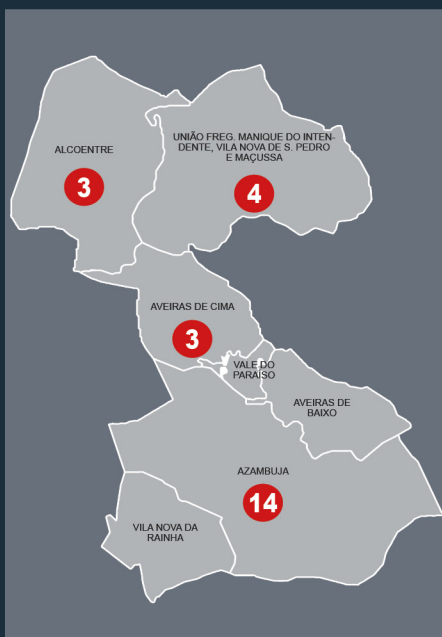 ALCOENTRE
3
UNIÃO FREG. MANIQUE DO INTEN-
DENTE, VILA NOVA DE S. PEDRO
E MAÇUSSA
4
AVEIRAS DE CIMA
3
VALE DO
PARAÍSO
AVEIRAS DE
BAIXO
AZAMBUJA
14
VILA NOVA DA
RAINHA